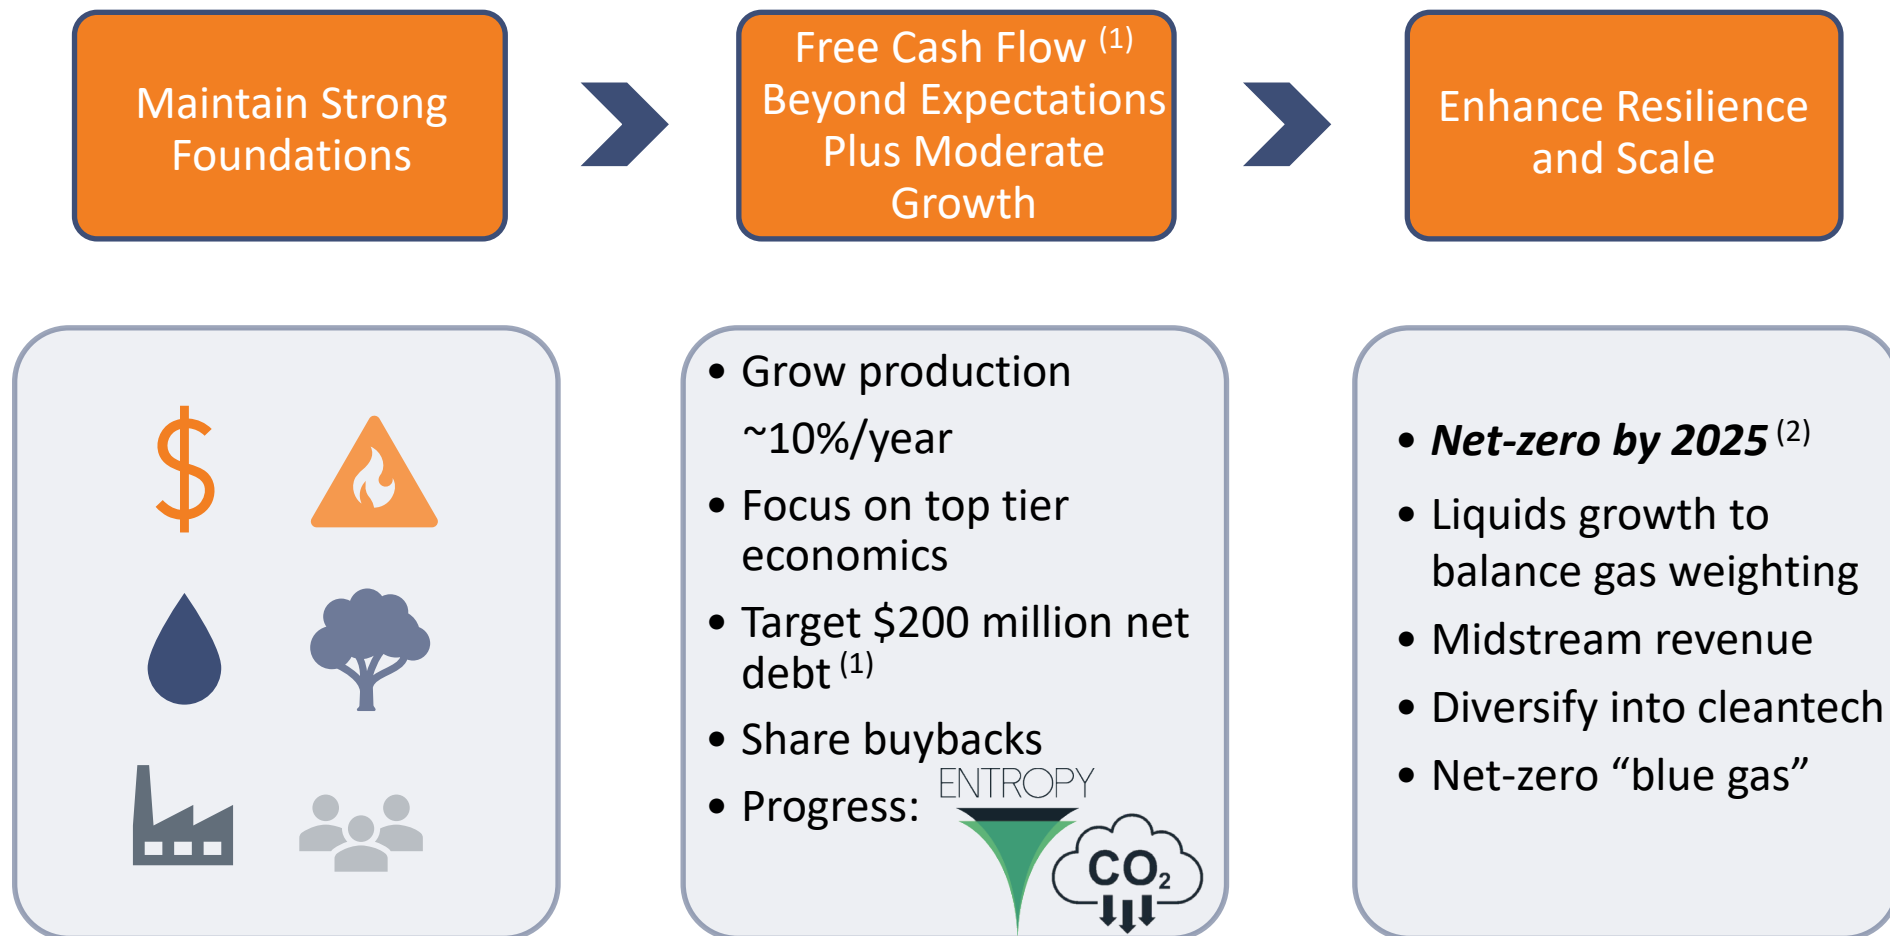 Maintain Strong
Foundations
Free Cash Flow (1)
Beyond Expectations
Plus Moderate
Growth
Enhance Resilience
and Scale
$
• Grow production
~10%/year
• Focus on top tier
economics
• Target $200 million net
debt (1)
• Share buybacks
• Progress:
ENTROPY
CO₂
• Net-zero by 2025 (2)
• Liquids growth to
balance gas weighting
• Midstream revenue
• Diversify into cleantech
• Net-zero “blue gas”